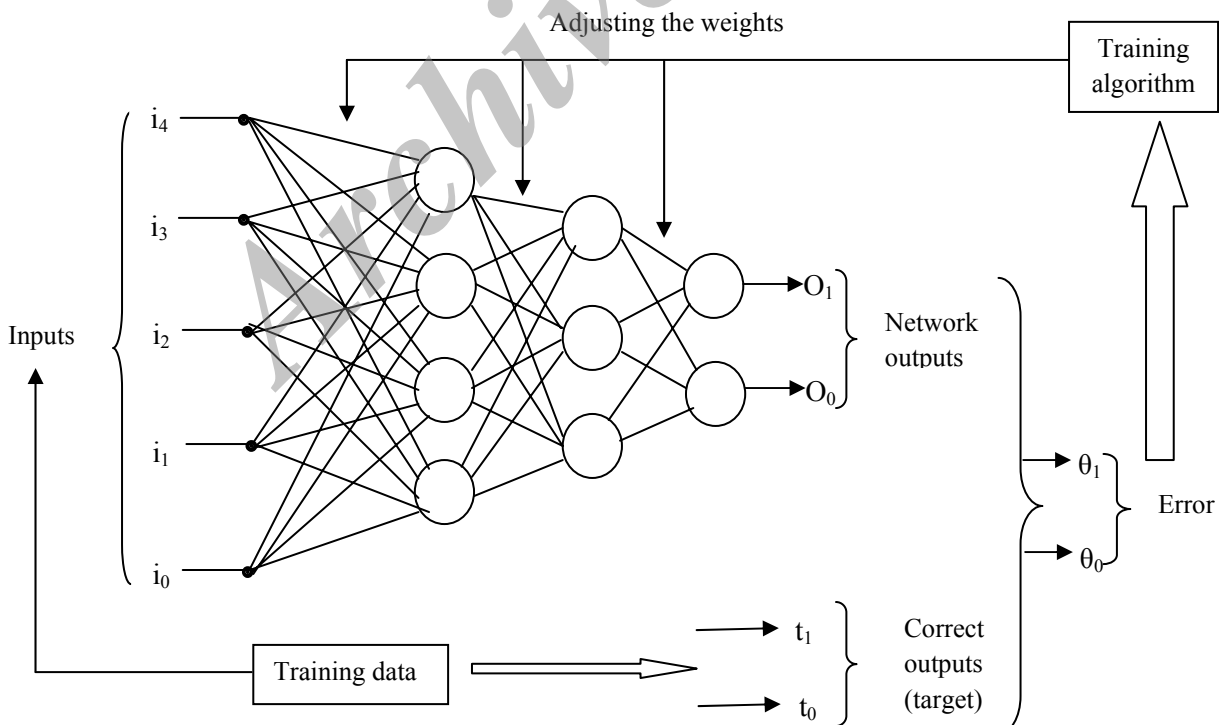 Adjusting the weights
Training
algorithm
i4
i3
Inputs
i2
i1
i0
O1
O0
Network
outputs
θ1
θ0
Error
Training data
t1
t0
Correct
outputs
(target)
Archive